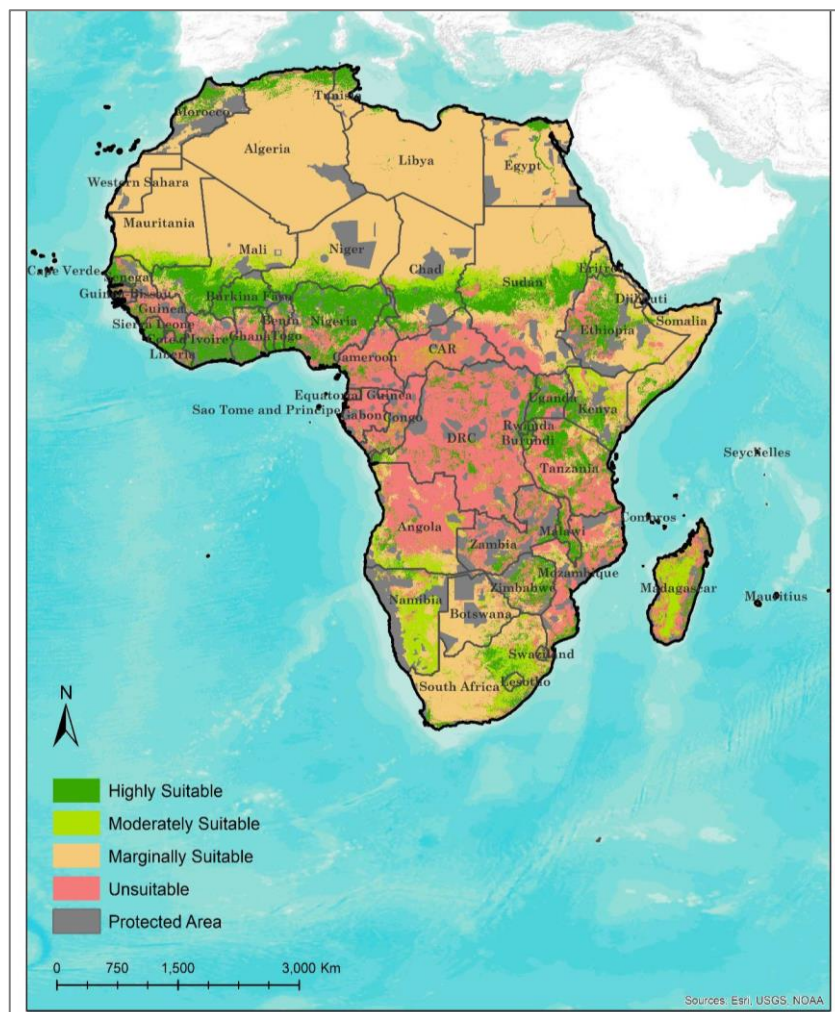 Tunisia
Morocco
Algeria
Libya
Egypt
Western Sahara
Mauritania
Mali
Niger
Chad
Sudan
Eritrea
Cape Verde
Senegal
Guinea Bissau
Burkina Faso
Djibouti
Guinea
Benin
Nigeria
Ethiopia
Somalia
Sierra Leone
Cote d'Ivoire
Ghana
Togo
Liberia
Cameroon
CAR
Equatorial Guinea
Uganda
Kenya
Sao Tome and Principe
Gabon
Congo
Rwanda
DRC
Burundi
Seychelles
Tanzania
Comoros
Angola
Malawi
Zambia
Mozambique
Zimbabwe
Madagascar
Mauritius
Namibia
Botswana
Swaziland
South Africa
Lesotho
N
Highly Suitable
Moderately Suitable
Marginally Suitable
Unsuitable
Protected Area
0 750 1,500 3,000 Km
Sources: Esri, USGS, NOAA